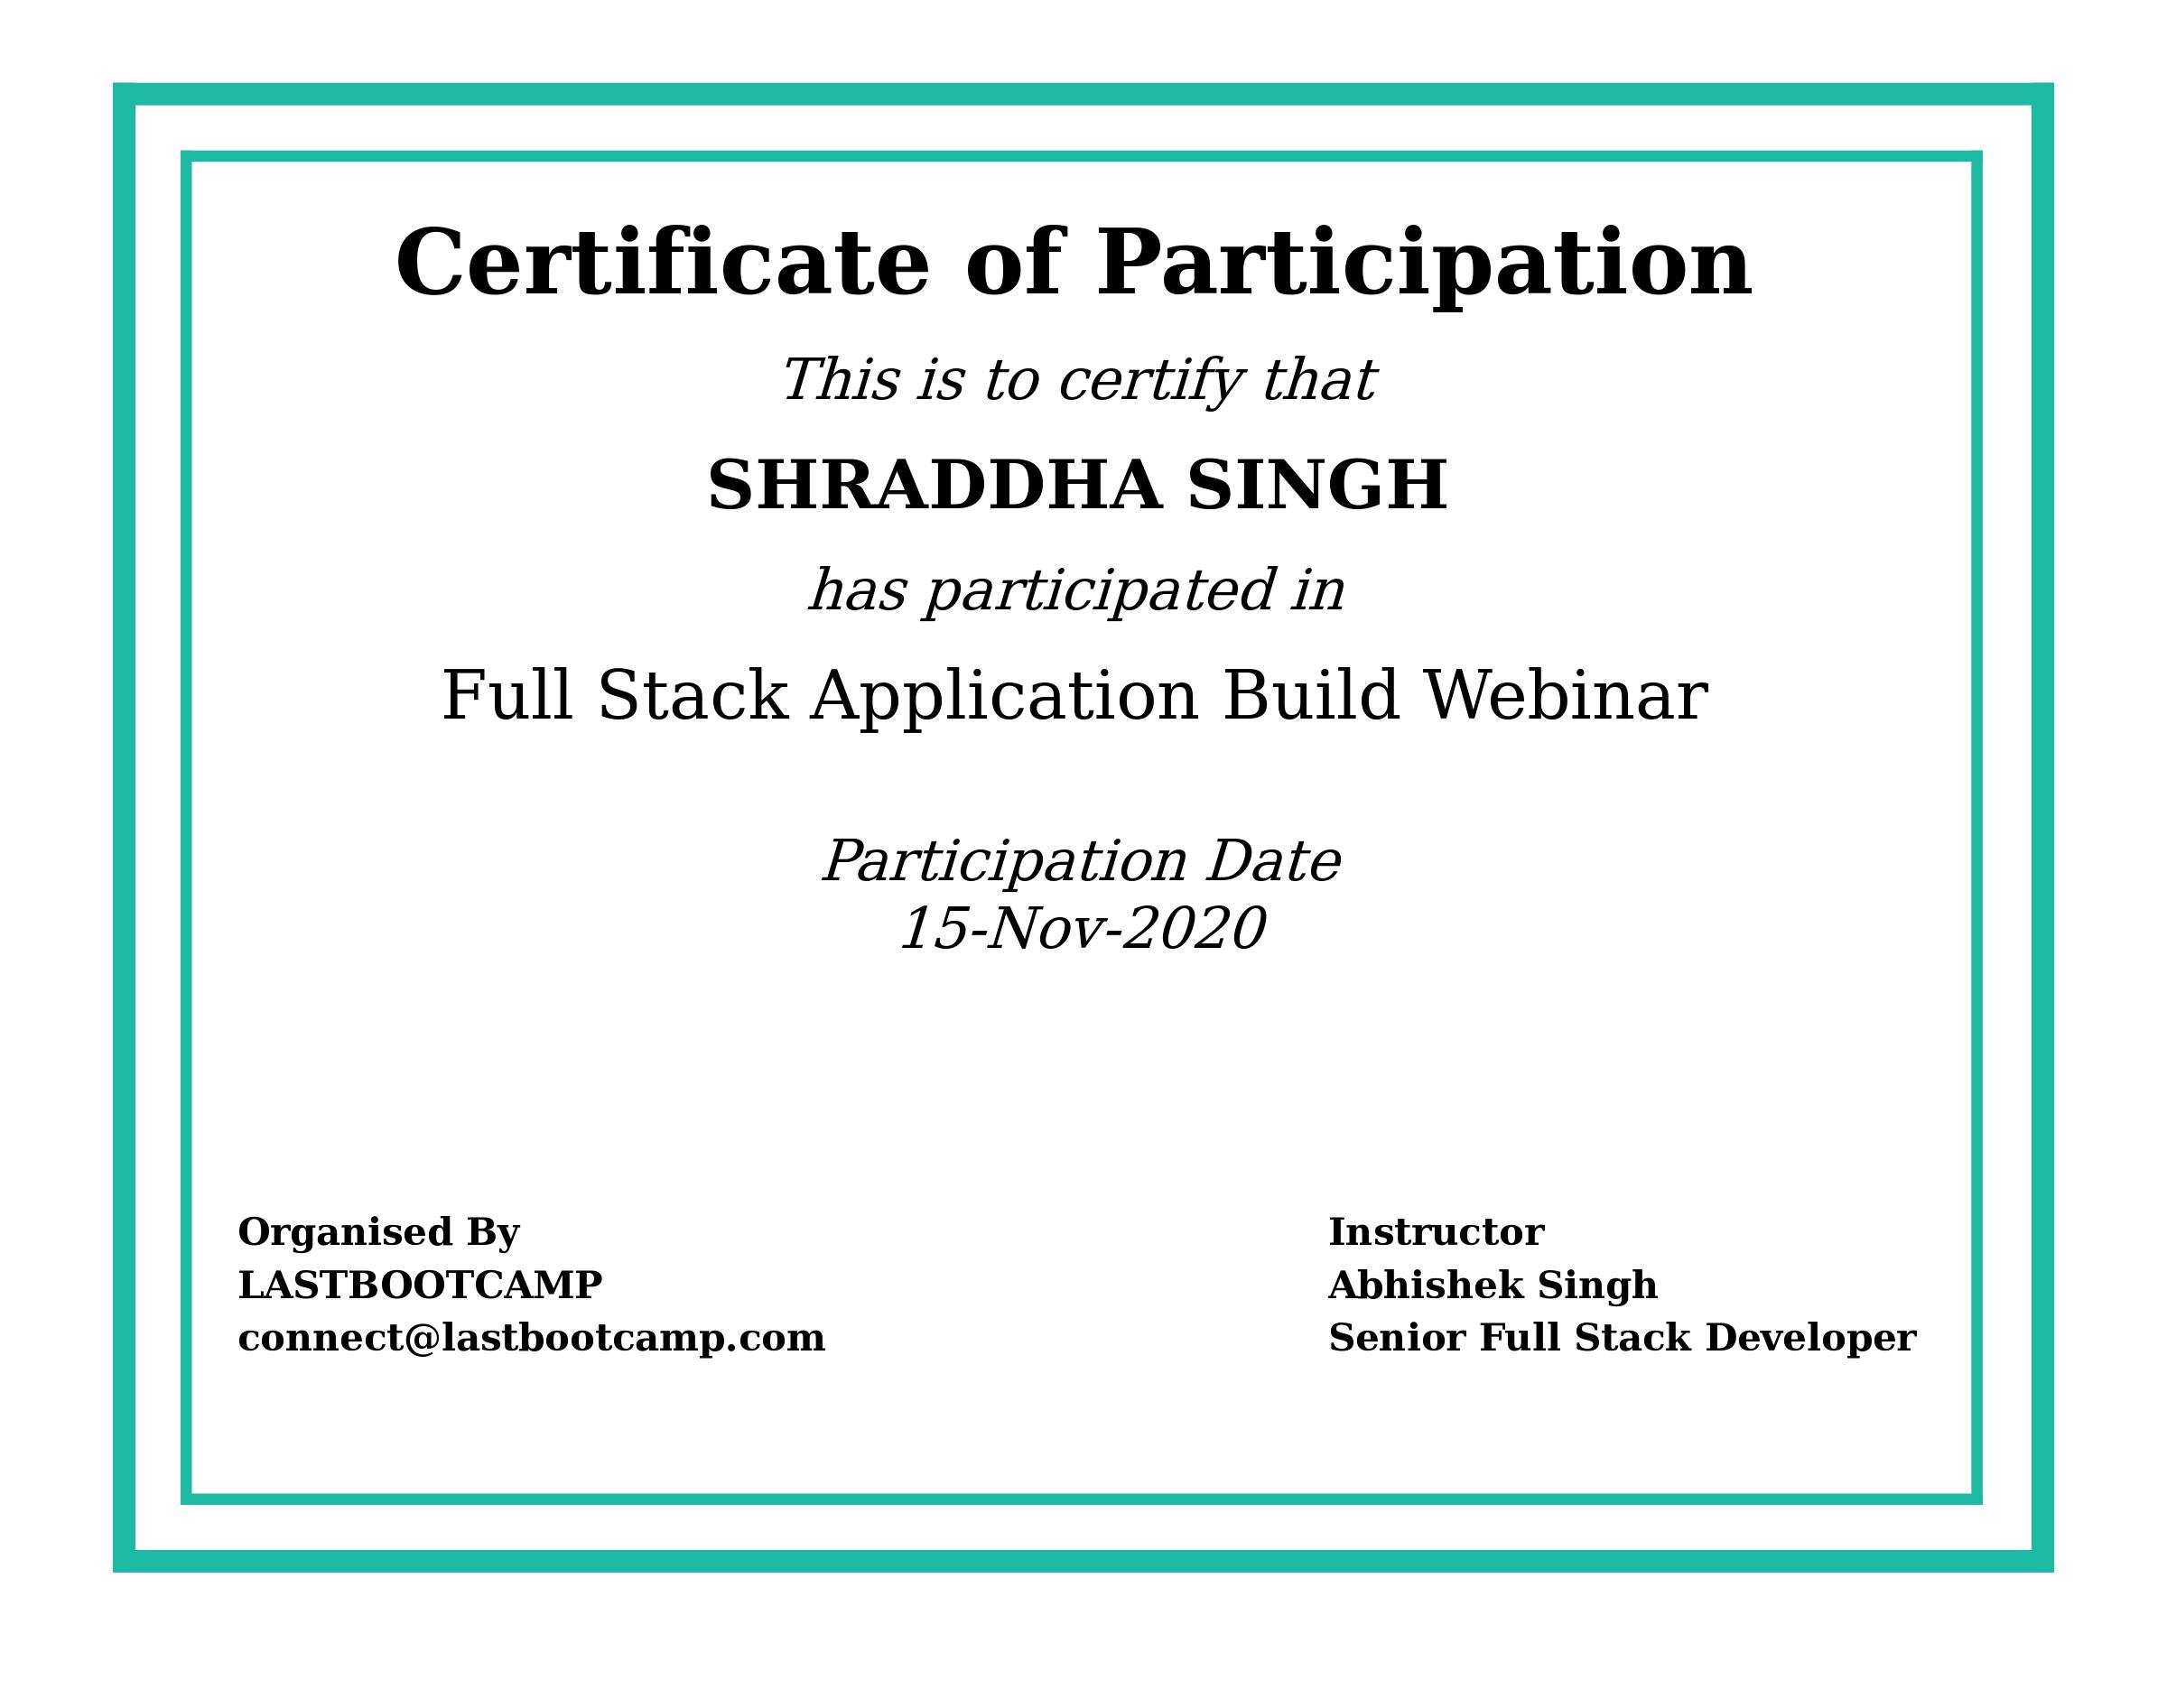 Certificate of Participation
This is to certify that
SHRADDHA SINGH
has participated in
Full Stack Application Build Webinar
Participation Date
15-Nov-2020
Organised By
LASTBOOTCAMP
connect@lastbootcamp.com
Instructor
Abhishek Singh
Senior Full Stack Developer